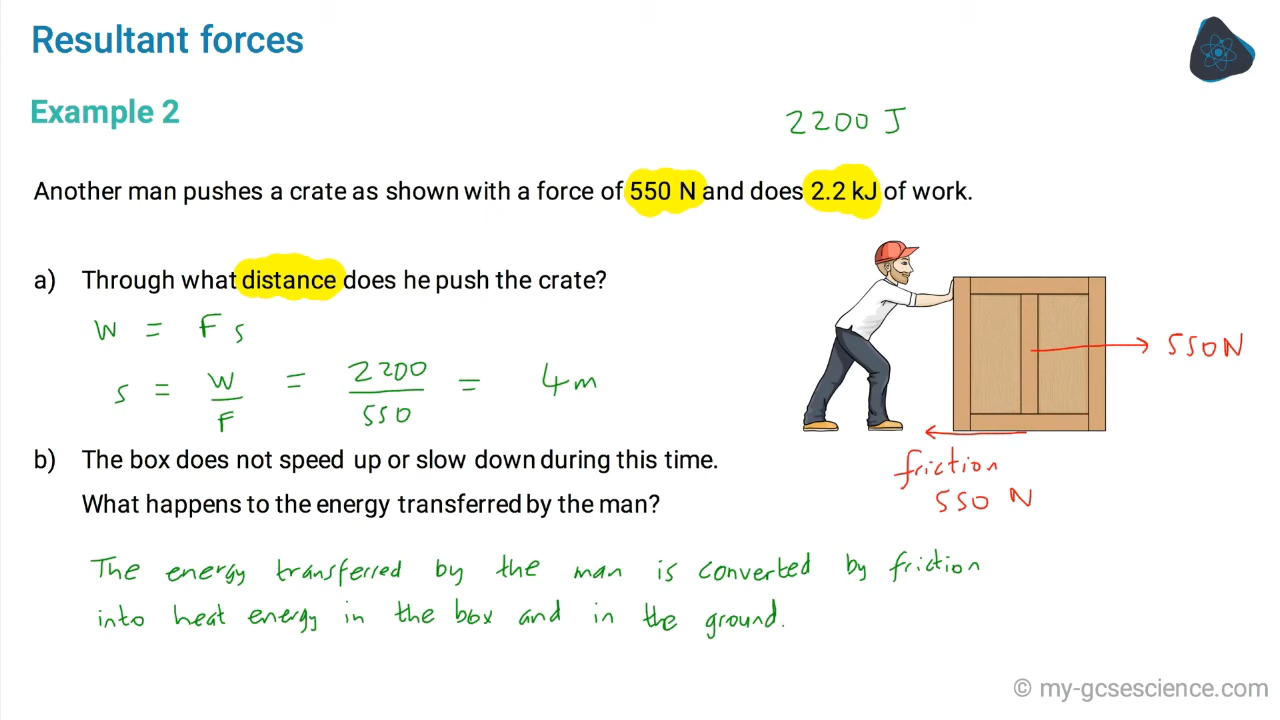 Resultant forces
Example 2
2200 J
Another man pushes a crate as shown with a force of 550 N and does 2.2 kJ of work.
a) Through what distance does he push the crate?
W = F s
s = W/F = 2200/550 = 4m
550N
friction
550 N
b) The box does not speed up or slow down during this time.
What happens to the energy transferred by the man?
The energy transferred by the man is converted by friction
into heat energy in the box and in the ground.
© my-gcsescience.com